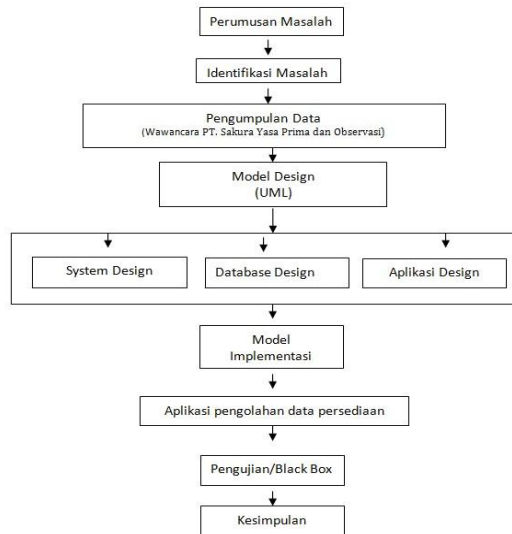 Perumusan Masalah
Identifikasi Masalah
Pengumpulan Data
(Wawancara PT. Sakura Yasa Prima dan Observasi)
Model Design
(UML)
System Design
Database Design
Aplikasi Design
Model
Implementasi
Aplikasi pengolahan data persediaan
Pengujian/Black Box
Kesimpulan